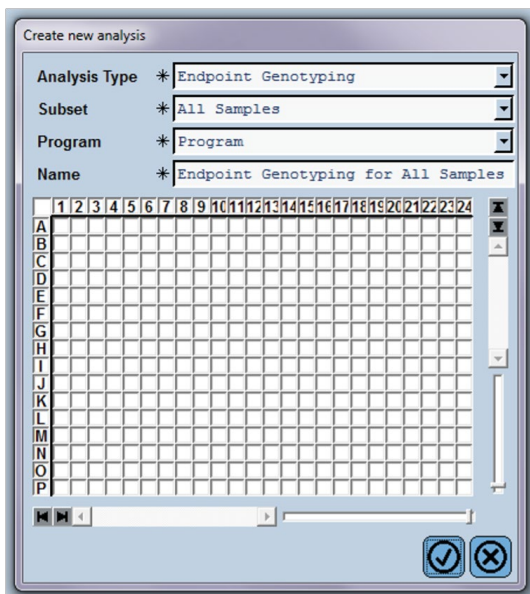 Create new analysis
Analysis Type * Endpoint Genotyping
Subset * All Samples
Program * Program
Name * Endpoint Genotyping for All Samples
1 2 3 4 5 6 7 8 9 10 11 12 13 14 15 16 17 18 19 20 21 22 23 24
A
B
C
D
E
F
G
H
I
J
K
L
M
N
O
P